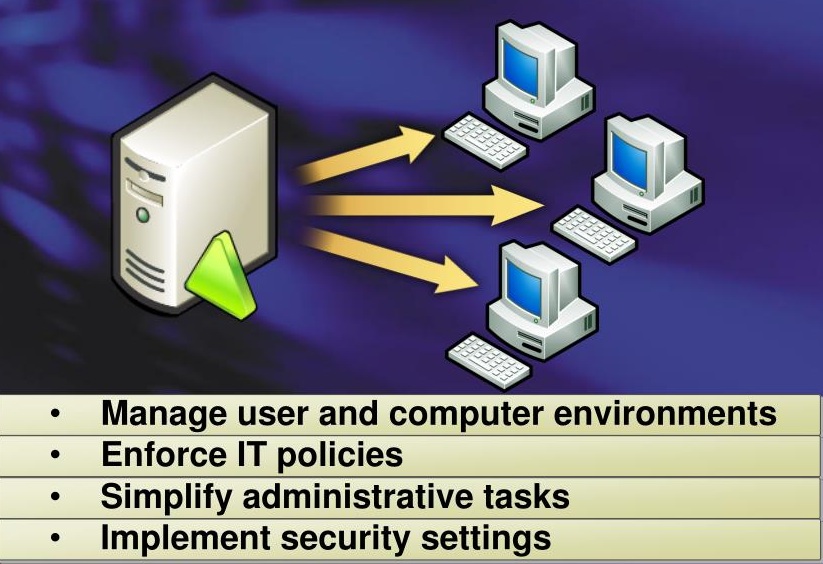 • Manage user and computer environments
• Enforce IT policies
• Simplify administrative tasks
• Implement security settings